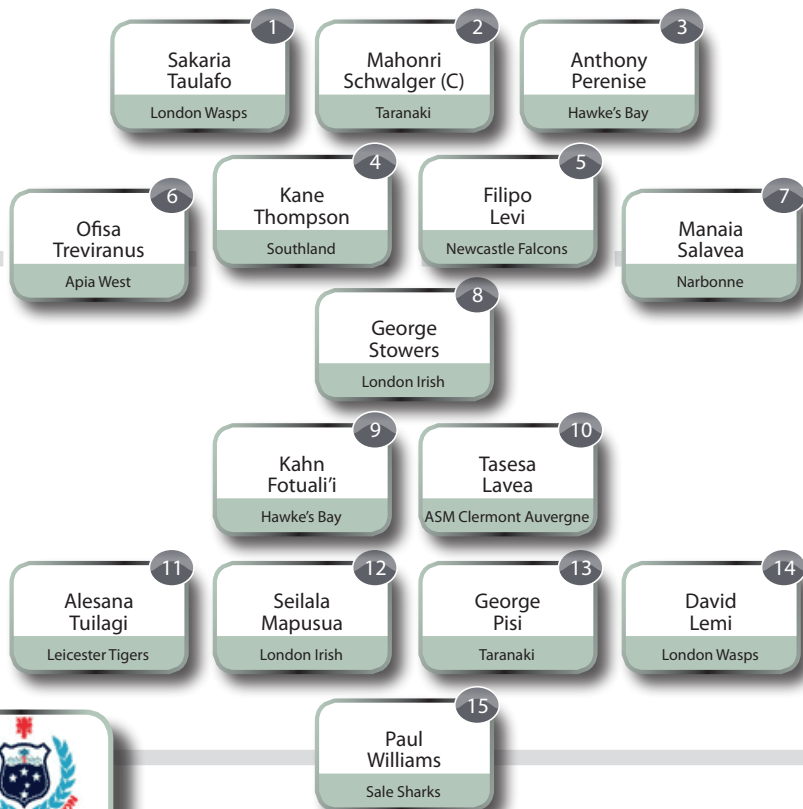 1
Sakaria
Taulafo
London Wasps
2
Mahonri
Schwalger (C)
Taranaki
3
Anthony
Perenise
Hawke's Bay
4
Kane
Thompson
Southland
5
Filipo
Levi
Newcastle Falcons
6
Ofisa
Treviranus
Apia West
7
Manaia
Salavea
Narbonne
8
George
Stowers
London Irish
9
Kahn
Fotuali'i
Hawke's Bay
10
Tasesa
Lavea
ASM Clermont Auvergne
11
Alesana
Tuilagi
Leicester Tigers
12
Seilala
Mapusua
London Irish
13
George
Pisi
Taranaki
14
David
Lemi
London Wasps
15
Paul
Williams
Sale Sharks